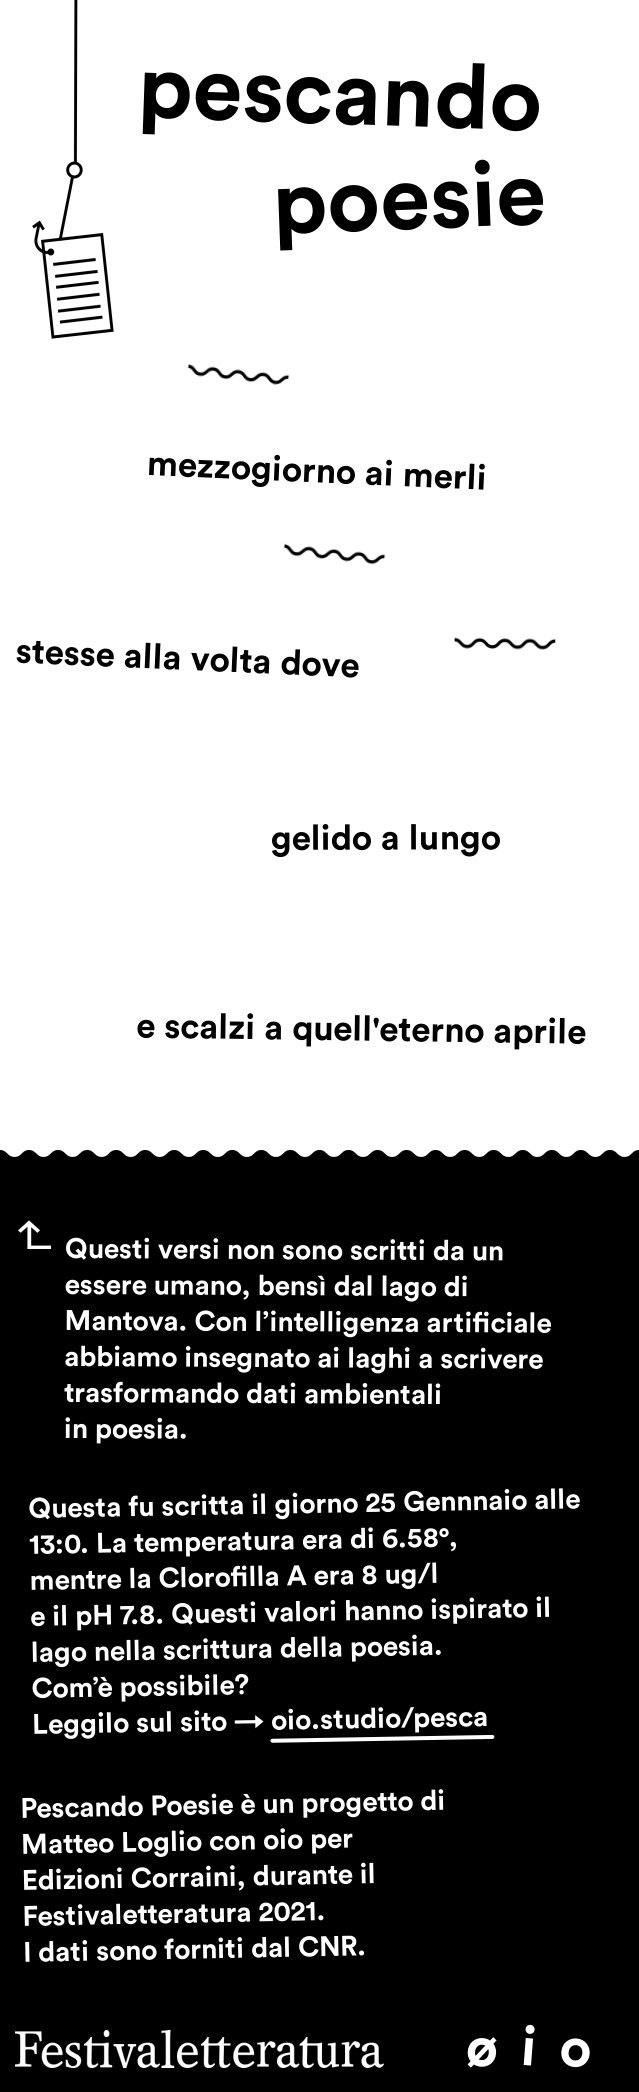 pescando
poesie
mezzogiorno ai merli
stesse alla volta dove
gelido a lungo
e scalzi a quell'eterno aprile
Questi versi non sono scritti da un
essere umano, bensì dal lago di
Mantova. Con l’intelligenza artificiale
abbiamo insegnato ai laghi a scrivere
trasformando dati ambientali
in poesia.
Questa fu scritta il giorno 25 Gennnaio alle
13:0. La temperatura era di 6.58°,
mentre la Clorofilla A era 8 ug/l
e il pH 7.8. Questi valori hanno ispirato il
lago nella scrittura della poesia.
Com’è possibile?
Leggilo sul sito → oio.studio/pesca
Pescando Poesie è un progetto di
Matteo Loglio con oio per
Edizioni Corraini, durante il
Festivaletteratura 2021.
I dati sono forniti dal CNR.
Festivaletteratura ø i o